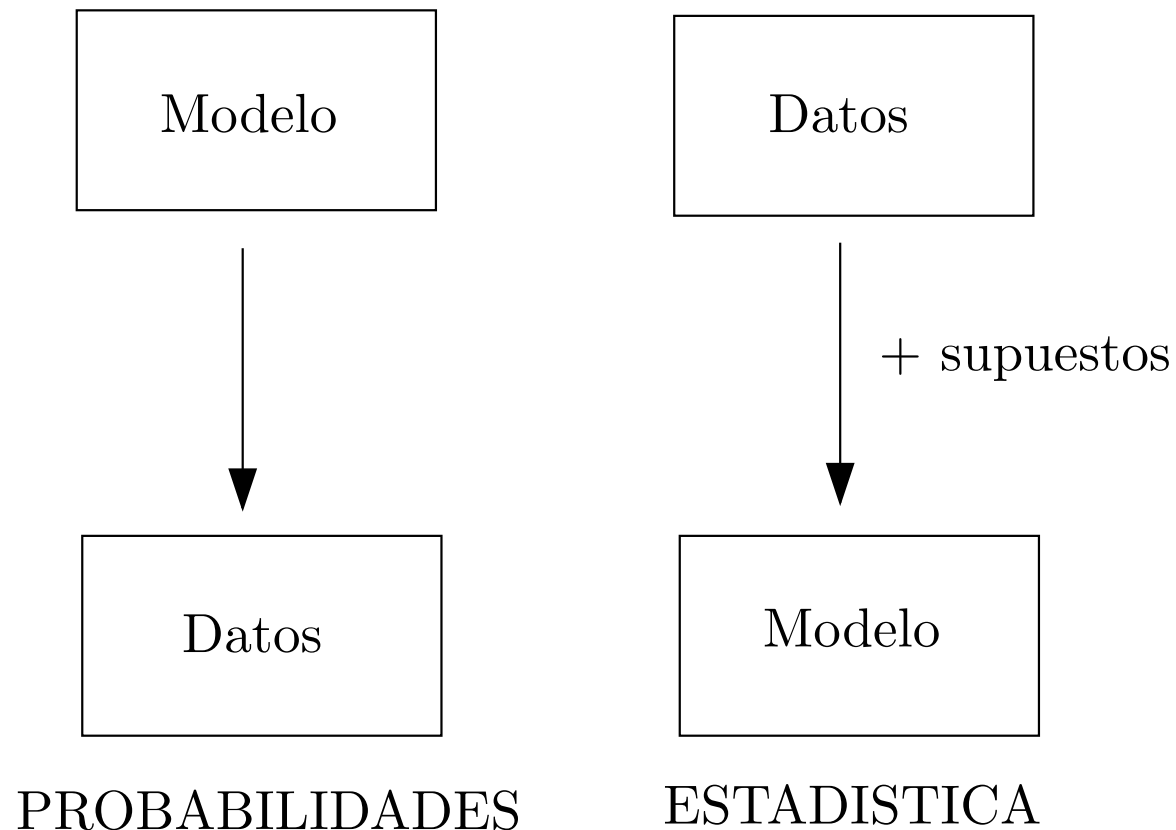 Modelo
Datos
PROBABILIDADES
Datos
+ supuestos
Modelo
ESTADISTICA